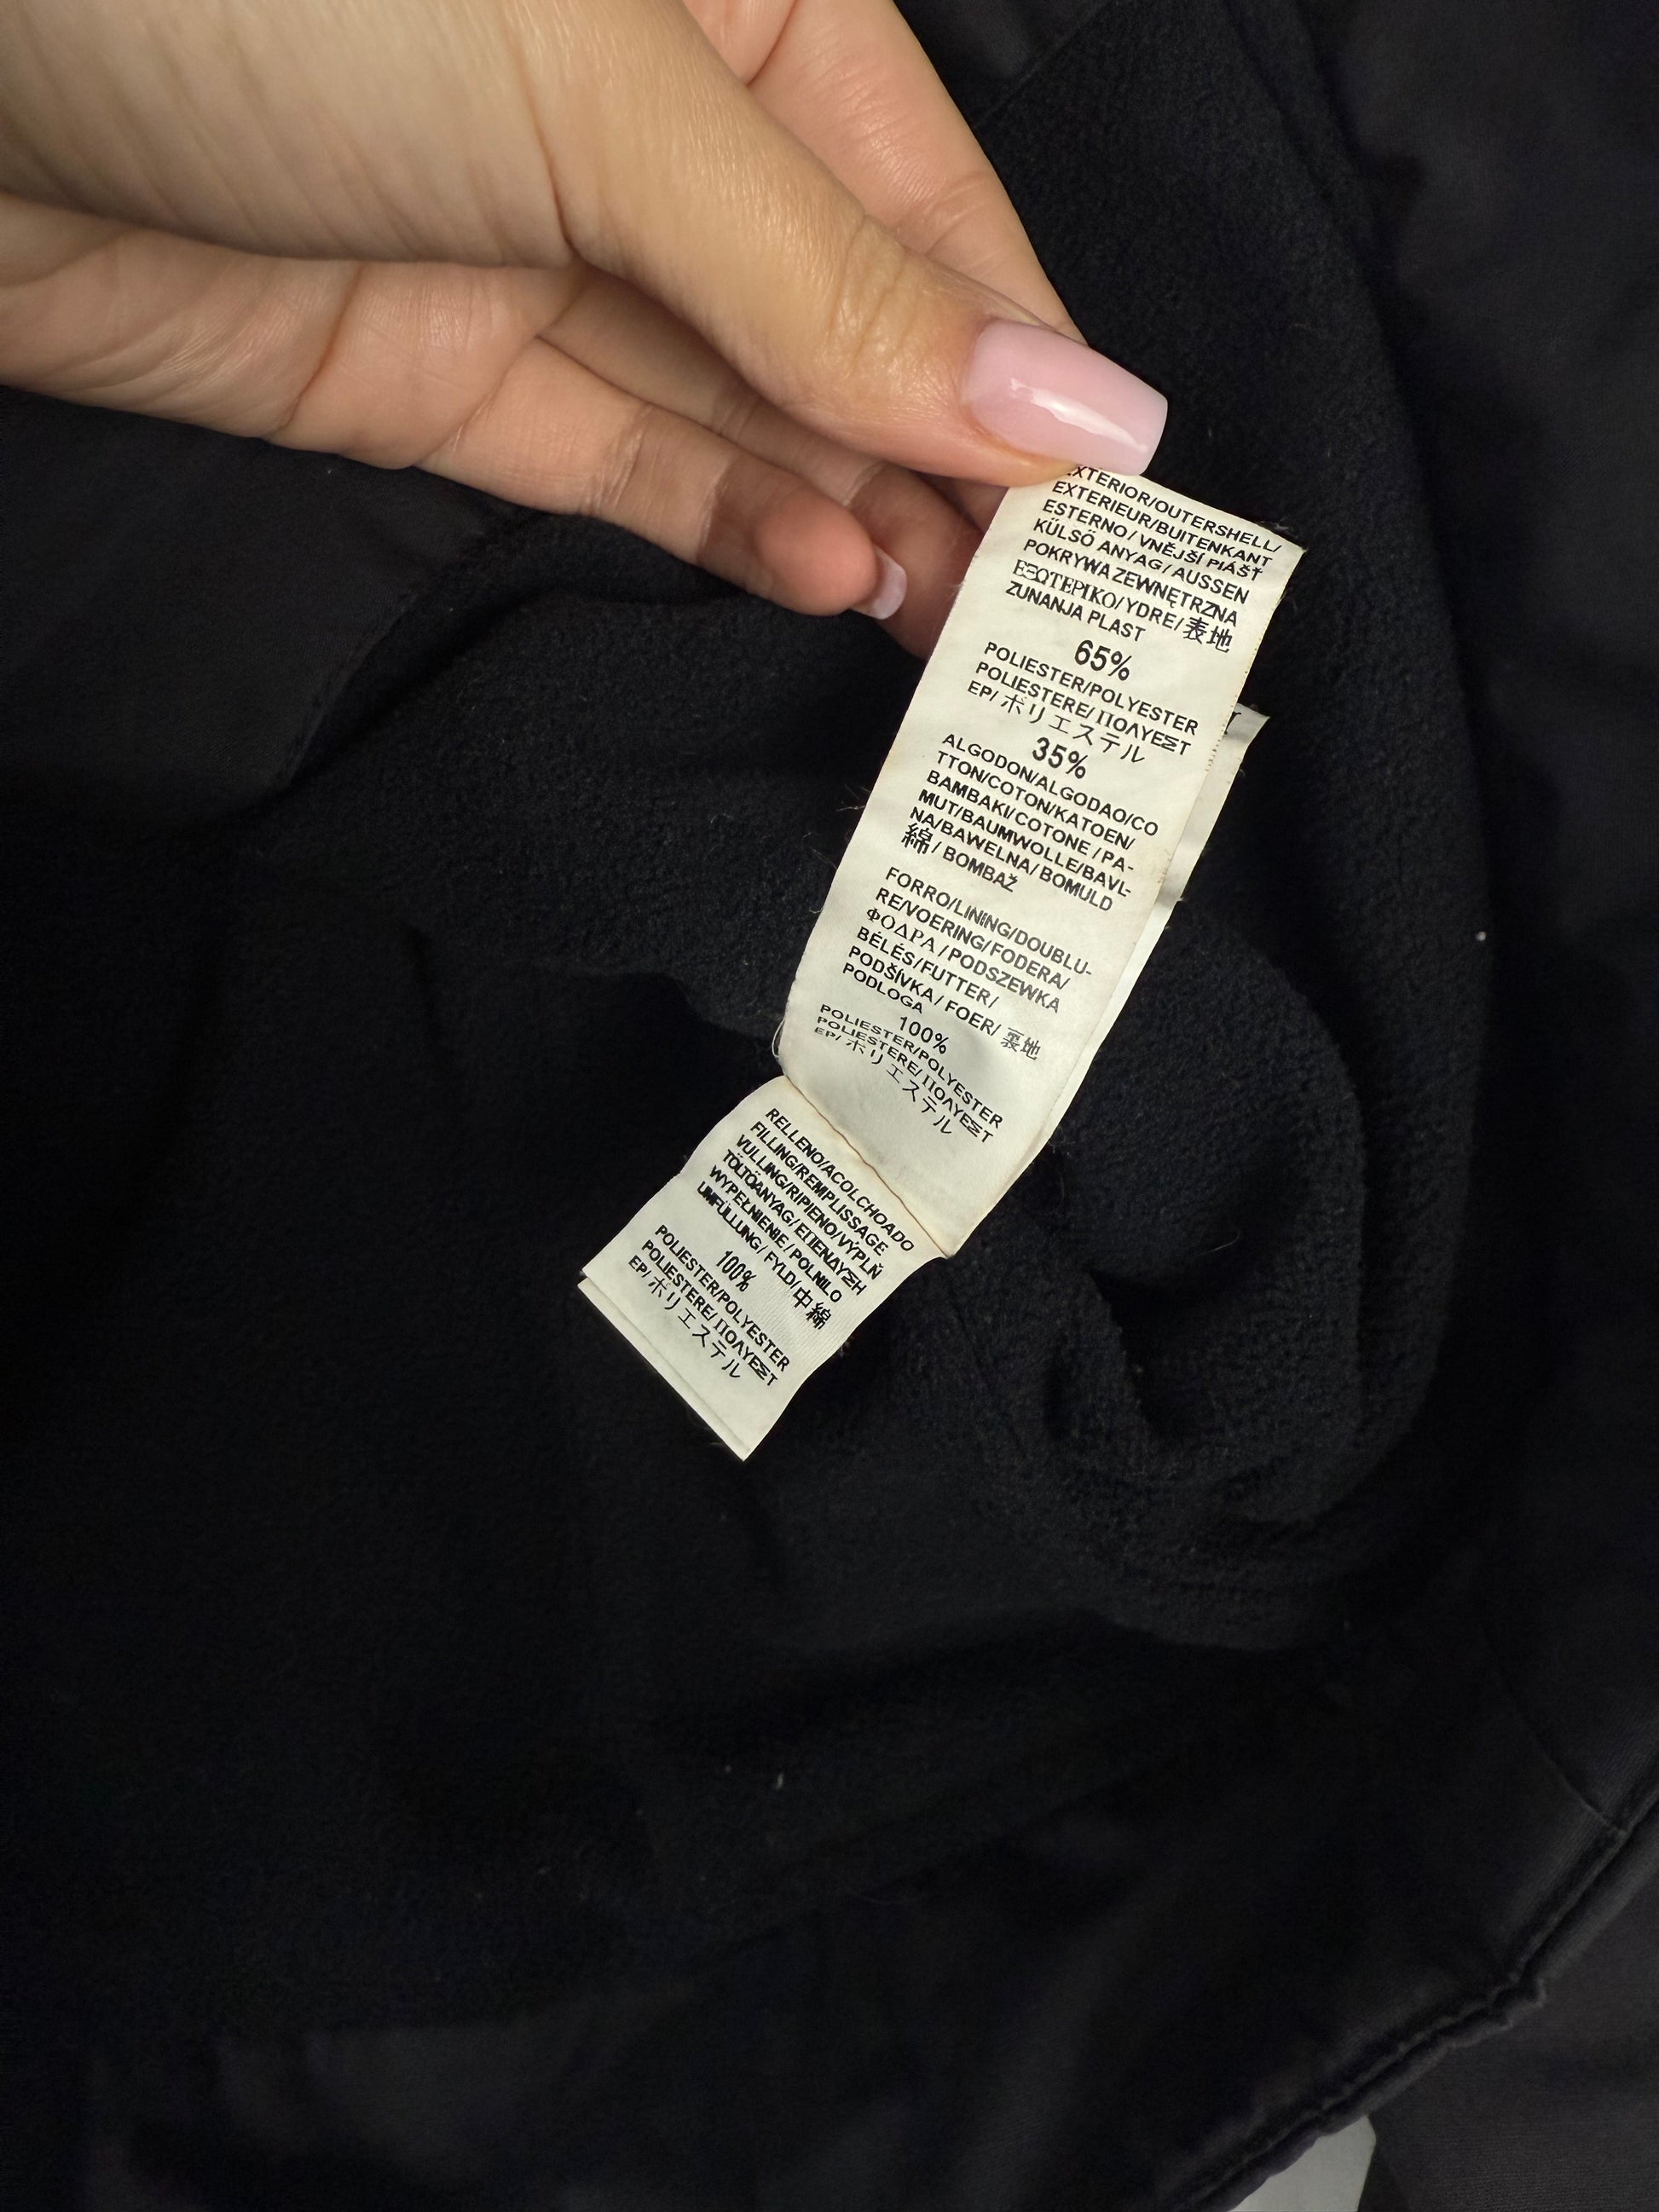 EXTERIOR/OUTERSHELL/
EXTERIEUR/BUITENKANT
ESTERNO/VNĚJŠÍ PIÁŠŤ
KÜLSŐ ANYAG/AUSSEN
POKRYWA ZEWNĘTRZNA
ΕΞΩΤΕΡΙΚΟ/YDRE/表地
ZUNANJA PLAST
65%
POLIESTER/POLYESTER
POLIESTERE/ΠΟΛΥΕΣΤ
EP/ポリエステル
35%
ALGODON/ALGODAO/CO
TTON/COTON/KATOEN/
BAMBAKI/COTONE/PA-
MUT/BAUMWOLLE/BAVL-
NA/BAWELNA/BOMULD
綿/BOMBAŽ
FORRO/LINING/DOUBLU-
RE/VOERING/FODERA/
ΦΟΔΡΑ/PODSZEWKA
BÉLÉS/FUTTER/
PODŠÍVKA/FOER/裏地
PODLOGA
100%
POLIESTER/POLYESTER
POLIESTERE/ΠΟΛΥΕΣΤ
EP/ポリエステル
RELLENO/ACOLCHOADO
FILLING/REMPLISSAGE
VULLING/RIPIENO/VÝPLŇ
TÖLTŐANYAG/ΕΠΕΝΔΥΣΗ
WYPEŁNIENIE/POLNILO
UMFÜLLUNG/FYLD/中綿
100%
POLIESTER/POLYESTER
POLIESTERE/ΠΟΛΥΕΣΤ
EP/ポリエステル